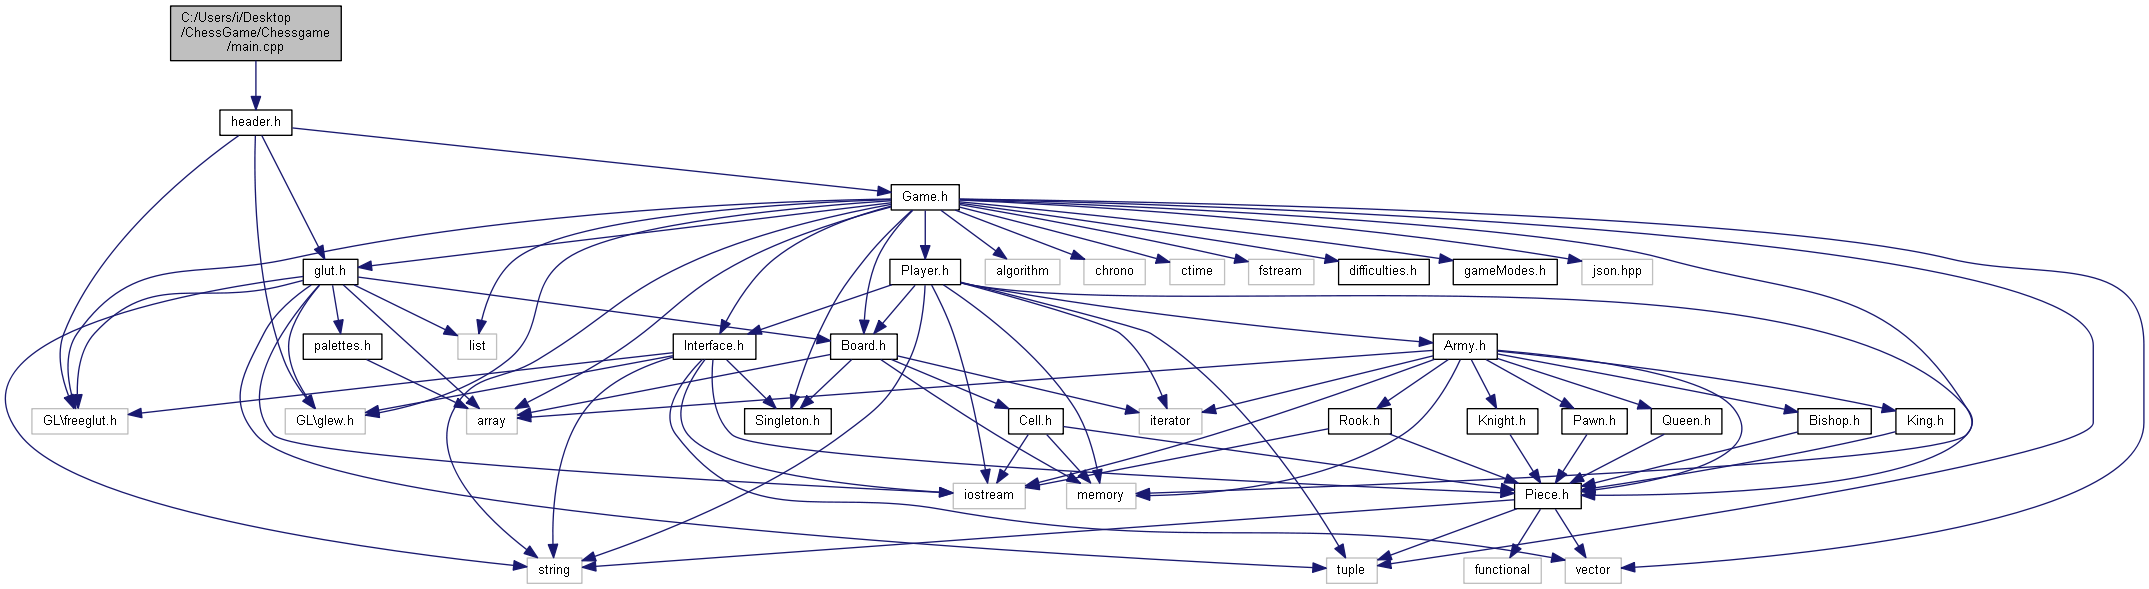 C:/Users/i/Desktop
/ChessGame/Chessgame
/main.cpp
header.h
Game.h
glut.h
Player.h
algorithm
chrono
ctime
fstream
difficulties.h
gameModes.h
json.hpp
palettes.h
list
Interface.h
Board.h
Army.h
GL\freeglut.h
GL\glew.h
array
Singleton.h
Cell.h
iterator
Rook.h
Knight.h
Pawn.h
Queen.h
Bishop.h
King.h
iostream
memory
Piece.h
string
tuple
functional
vector